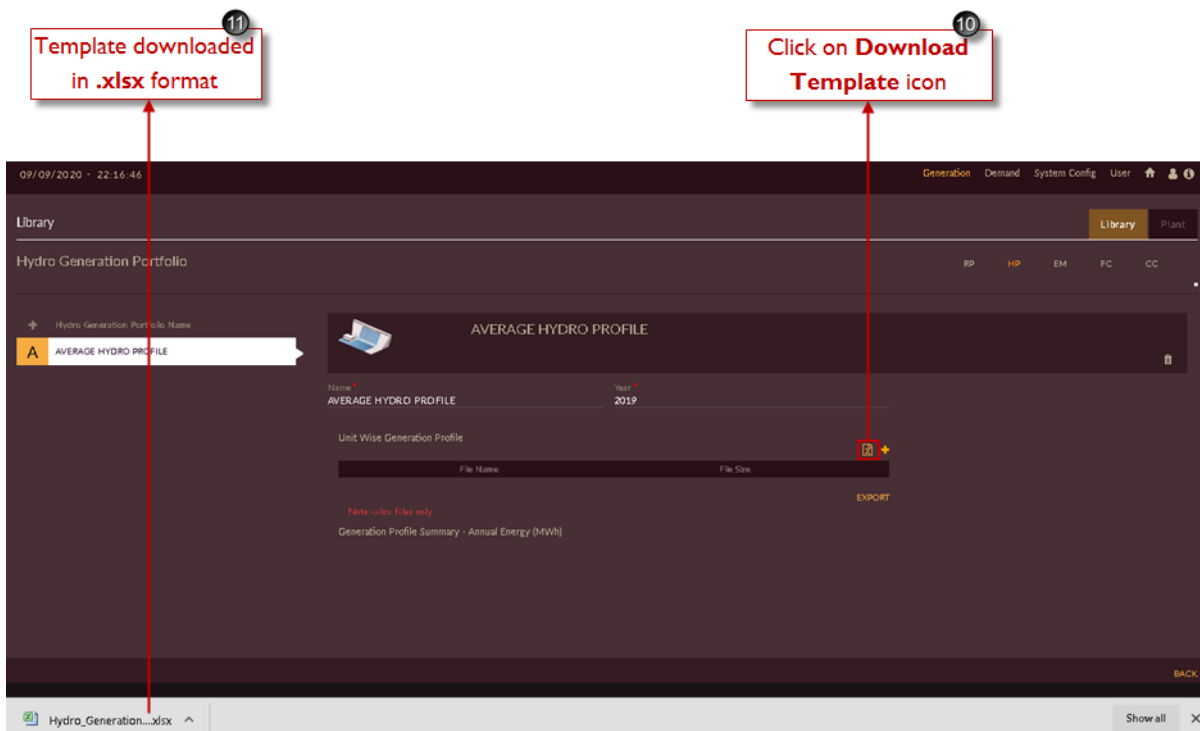 11
Template downloaded
in .xlsx format
10
Click on Download
Template icon
09/09/2020 - 22:16:46
Generation Demand System Config User
Library
Library Plant
Hydro Generation Portfolio
RP HP EM FC CC
Hydro Generation Portfolio Name
A AVERAGE HYDRO PROFILE
AVERAGE HYDRO PROFILE
Name * Year *
AVERAGE HYDRO PROFILE 2019
Unit Wise Generation Profile
File Name File Size
EXPORT
Note:-xlsx files only
Generation Profile Summary - Annual Energy (MWh)
BACK
Hydro_Generation....xlsx Show all